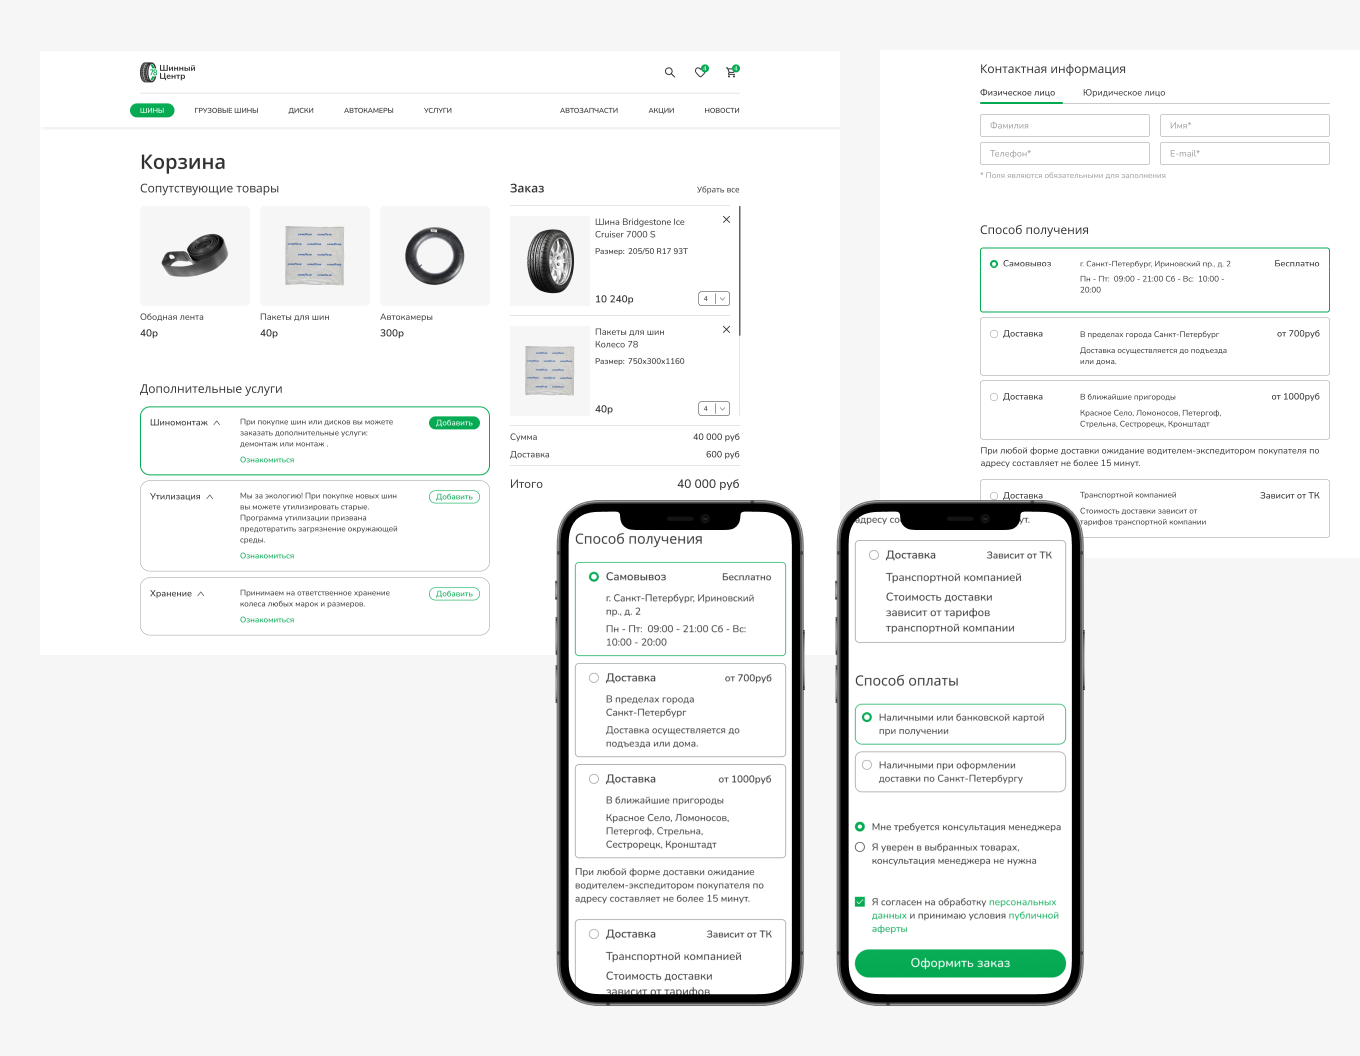 Шинный
Центр
4
4
ШИНЫ
ГРУЗОВЫЕ ШИНЫ
ДИСКИ
АВТОКАМЕРЫ
УСЛУГИ
АВТОЗАПЧАСТИ
АКЦИИ
НОВОСТИ
Корзина
Сопутствующие товары
Ободная лента
40р
Пакеты для шин
40р
Автокамеры
300р
Дополнительные услуги
Шиномонтаж
При покупке шин или дисков вы можете
заказать дополнительные услуги:
демонтаж или монтаж .
Ознакомиться
Добавить
Утилизация
Мы за экологию! При покупке новых шин
вы можете утилизировать старые.
Программа утилизации призвана
предотвратить загрязнение окружающей
среды.
Ознакомиться
Добавить
Хранение
Принимаем на ответственное хранение
колеса любых марок и размеров.
Ознакомиться
Добавить
Заказ
Убрать все
Шина Bridgestone Ice
Cruiser 7000 S
Размер: 205/50 R17 93T
10 240р
4
Пакеты для шин
Колесо 78
Размер: 750х300х1160
40р
4
Сумма
40 000 руб
Доставка
600 руб
Итого
40 000 руб
Контактная информация
Физическое лицо
Юридическое лицо
Фамилия
Имя*
Телефон*
E-mail*
* Поля являются обязательными для заполнения
Способ получения
Самовывоз
г. Санкт-Петербург, Ириновский пр., д. 2
Пн - Пт: 09:00 - 21:00 Сб - Вс: 10:00 -
20:00
Бесплатно
Доставка
В пределах города Санкт-Петербург
Доставка осуществляется до подъезда
или дома.
от 700руб
Доставка
В ближайшие пригороды
Красное Село, Ломоносов, Петергоф,
Стрельна, Сестрорецк, Кронштадт
от 1000руб
При любой форме доставки ожидание водителем-экспедитором покупателя по
адресу составляет не более 15 минут.
Доставка
Транспортной компанией
Стоимость доставки зависит от
тарифов транспортной компании
Зависит от ТК
Способ получения
Самовывоз
Бесплатно
г. Санкт-Петербург, Ириновский
пр., д. 2
Пн - Пт: 09:00 - 21:00 Сб - Вс:
10:00 - 20:00
Доставка
от 700руб
В пределах города
Санкт-Петербург
Доставка осуществляется до
подъезда или дома.
Доставка
от 1000руб
В ближайшие пригороды
Красное Село, Ломоносов,
Петергоф, Стрельна,
Сестрорецк, Кронштадт
При любой форме доставки ожидание
водителем-экспедитором покупателя по
адресу составляет не более 15 минут.
Доставка
Зависит от ТК
Транспортной компанией
Стоимость доставки
зависит от тарифов
адресу
Доставка
Зависит от ТК
Транспортной компанией
Стоимость доставки
зависит от тарифов
транспортной компании
Способ оплаты
Наличными или банковской картой
при получении
Наличными при оформлении
доставки по Санкт-Петербургу
Мне требуется консультация менеджера
Я уверен в выбранных товарах,
консультация менеджера не нужна
Я согласен на обработку персональных
данных и принимаю условия публичной
аферты
Оформить заказ